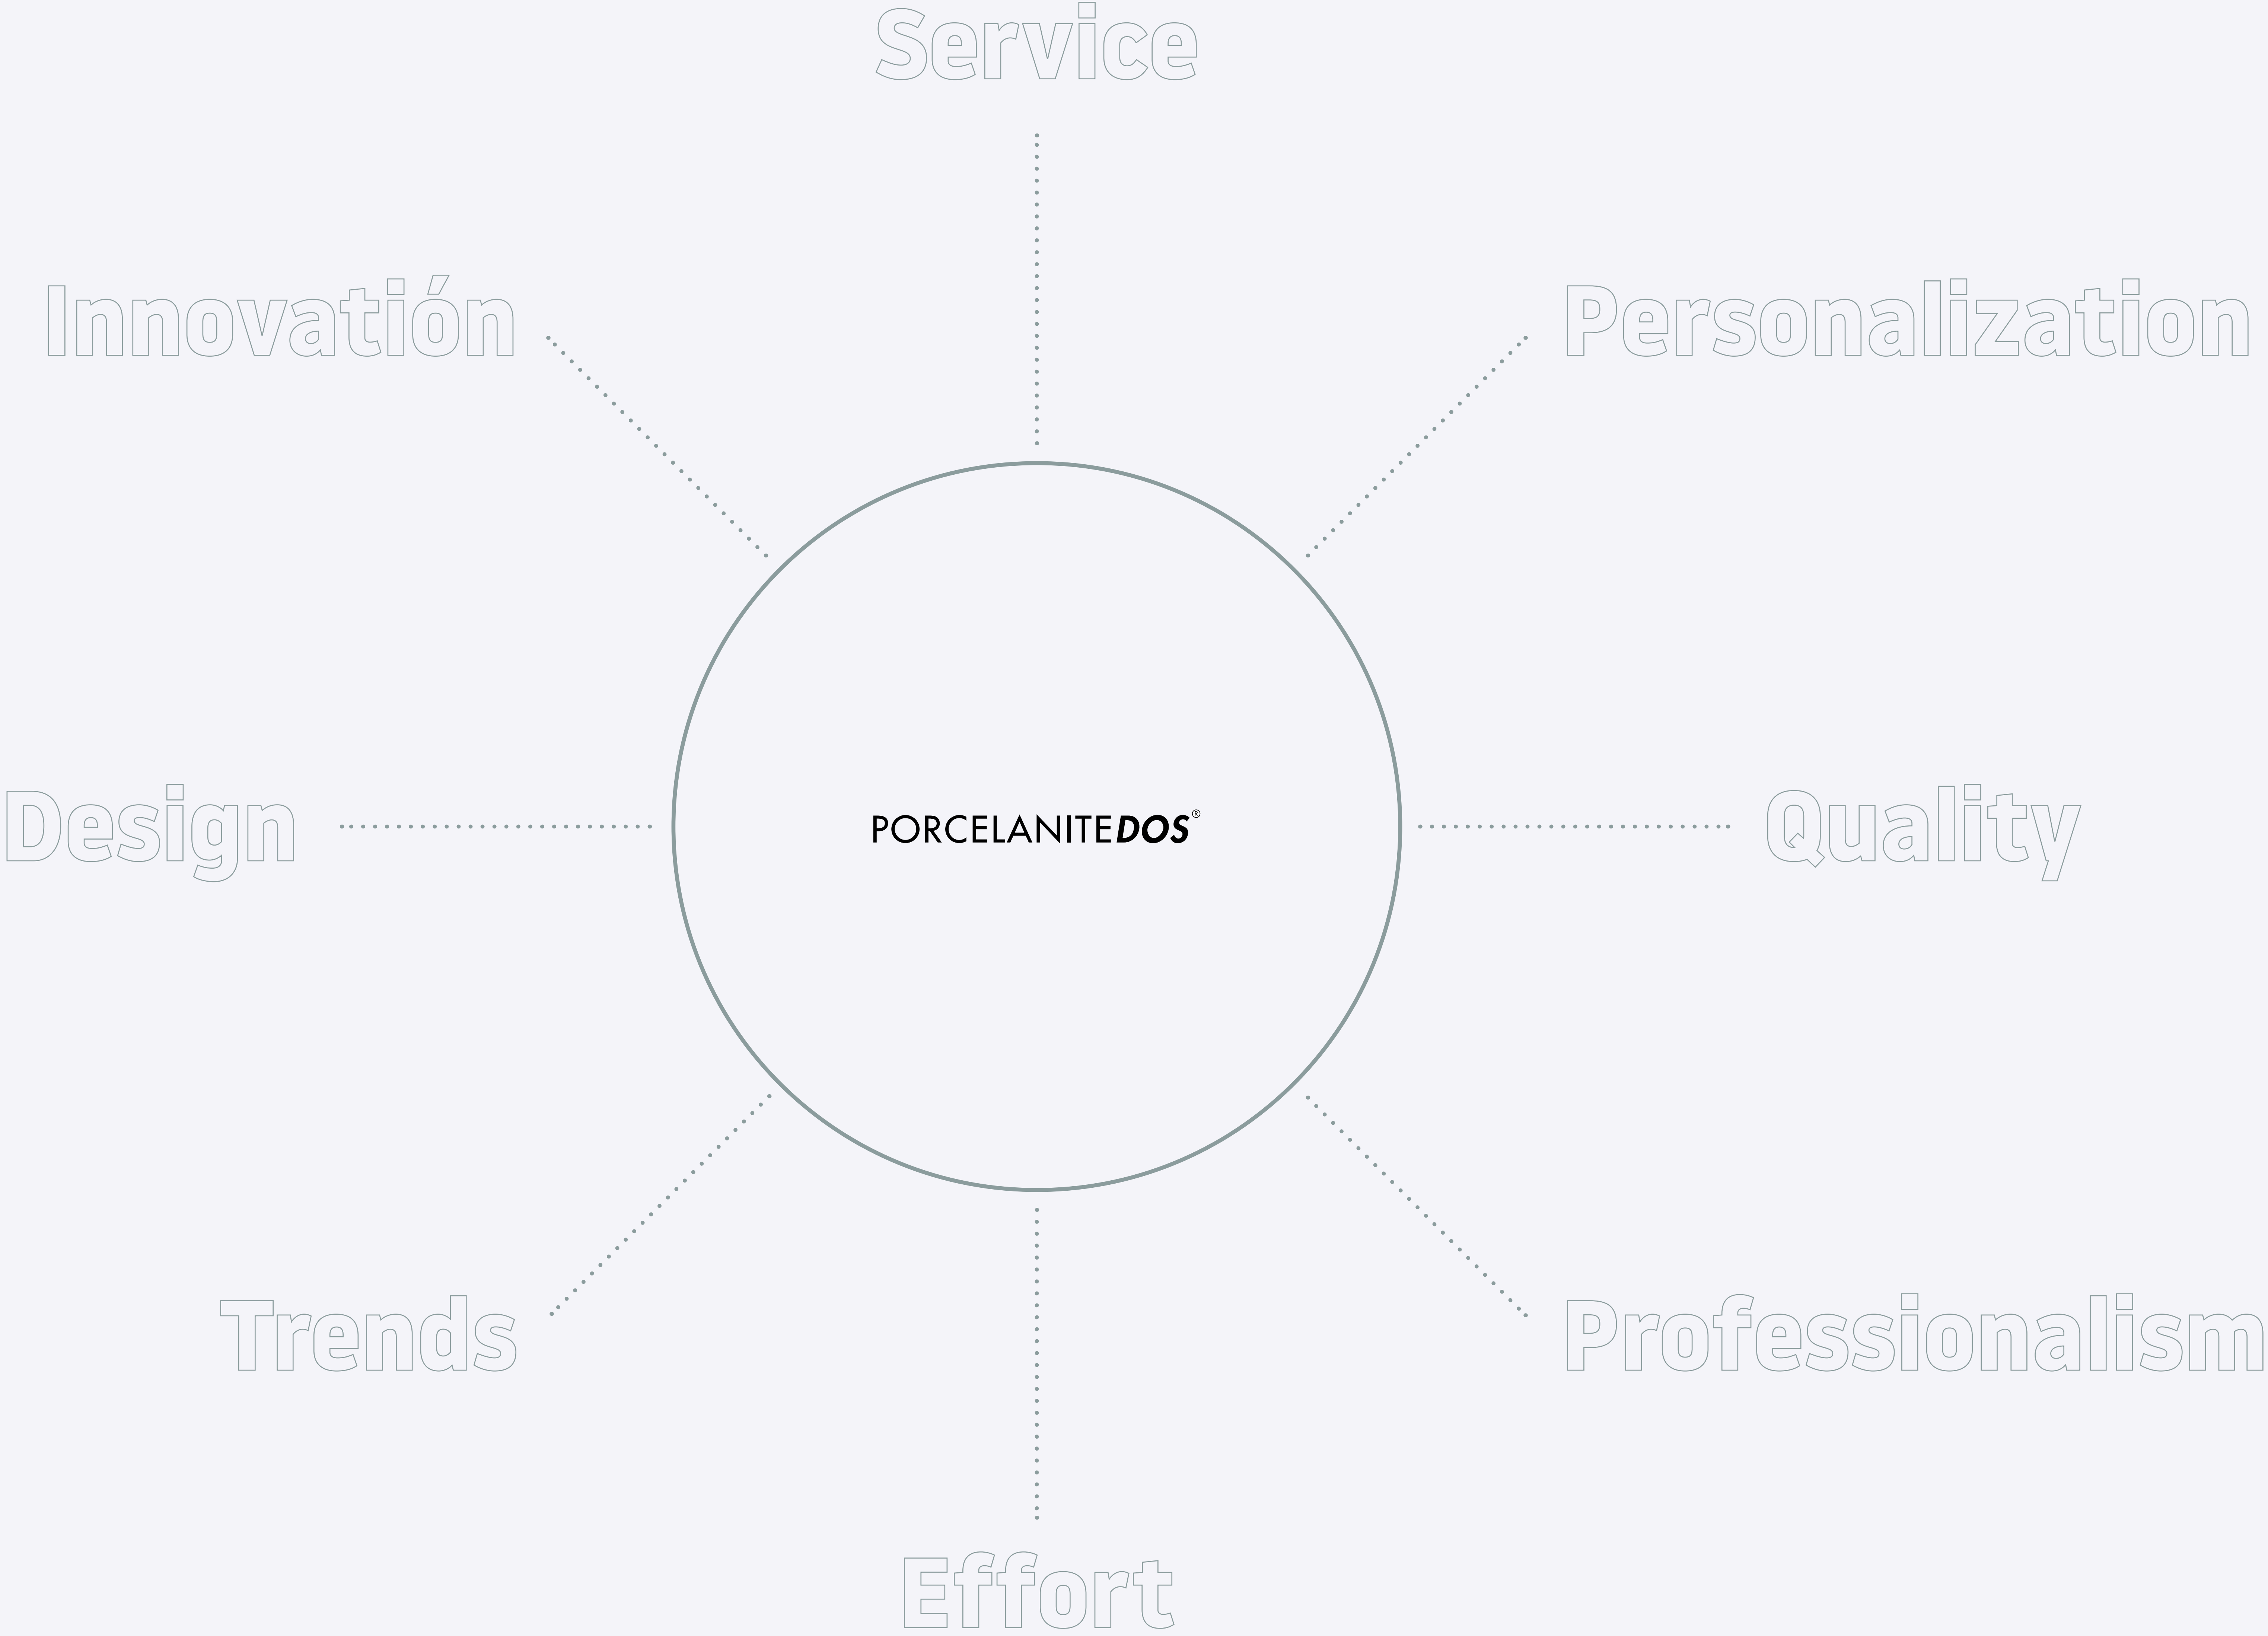 Service
Innovatión
Personalization
Design
PORCELANITEDOS®
Quality
Trends
Professionalism
Effort